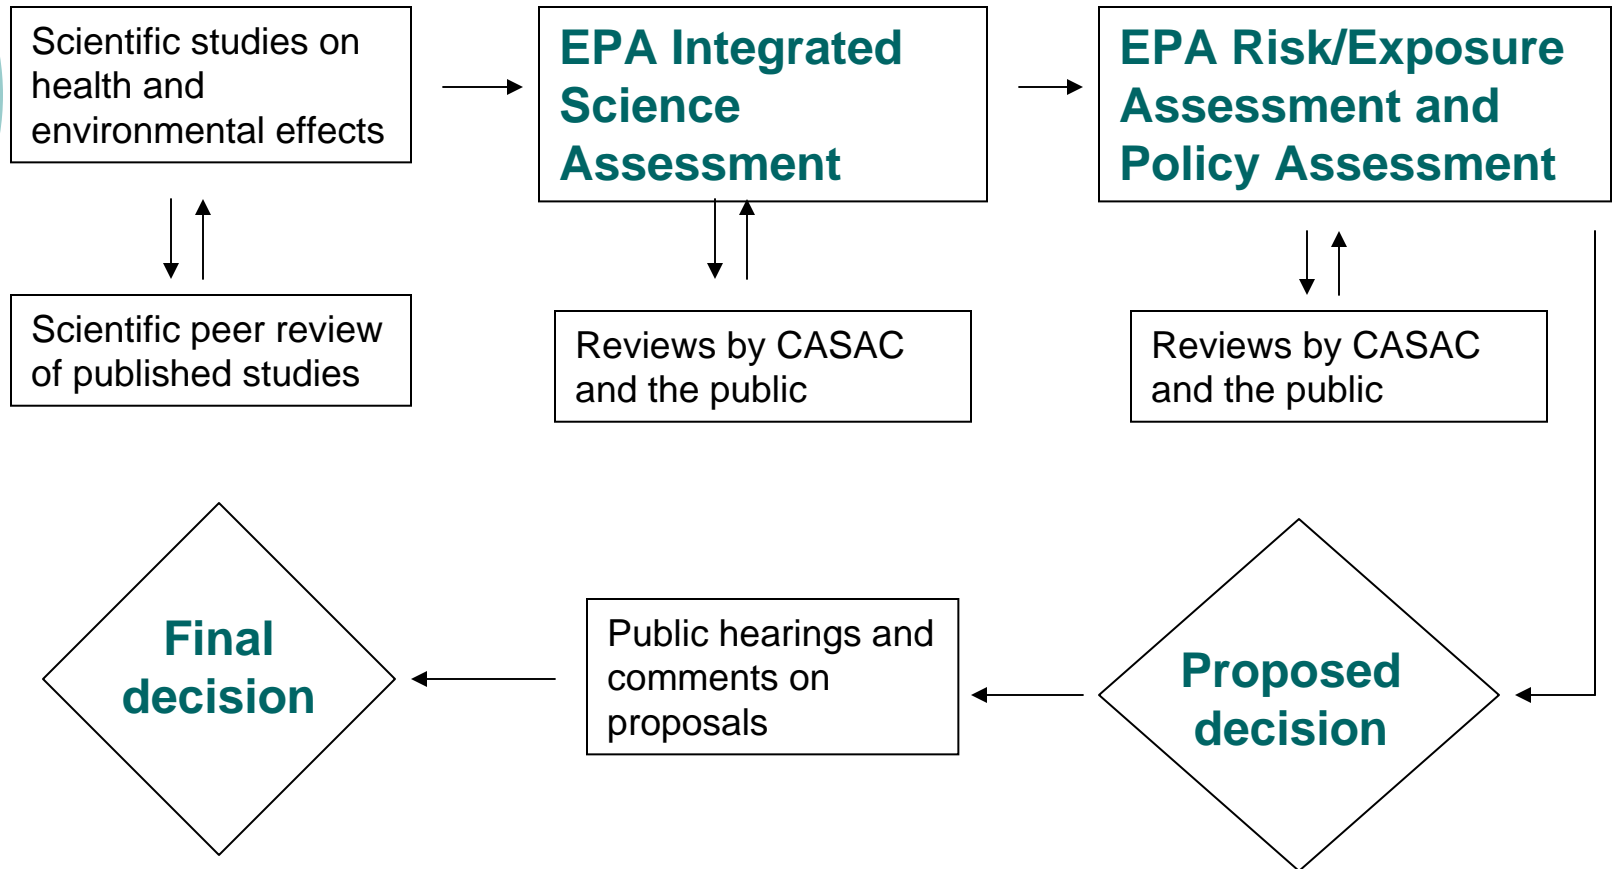 Scientific studies on
health and
environmental effects
EPA Integrated
Science
Assessment
EPA Risk/Exposure
Assessment and
Policy Assessment
Scientific peer review
of published studies
Reviews by CASAC
and the public
Reviews by CASAC
and the public
Final
decision
Public hearings and
comments on
proposals
Proposed
decision